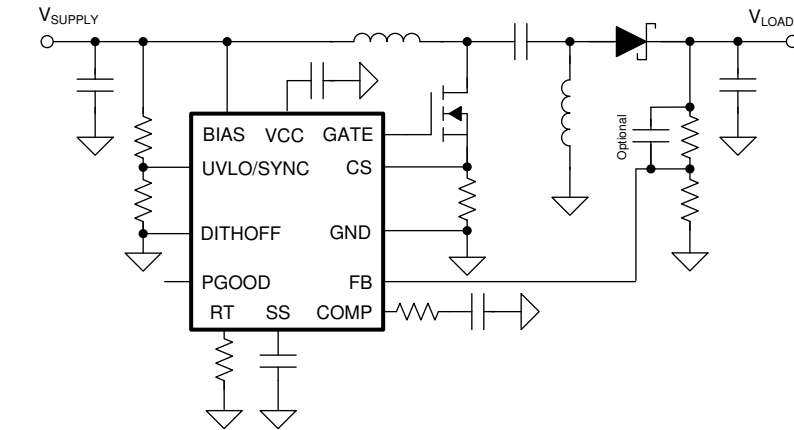 VSUPPLY
VLOAD
BIAS VCC GATE
Optional
UVLO/SYNC CS
DITHOFF GND
PGOOD FB
RT SS COMP